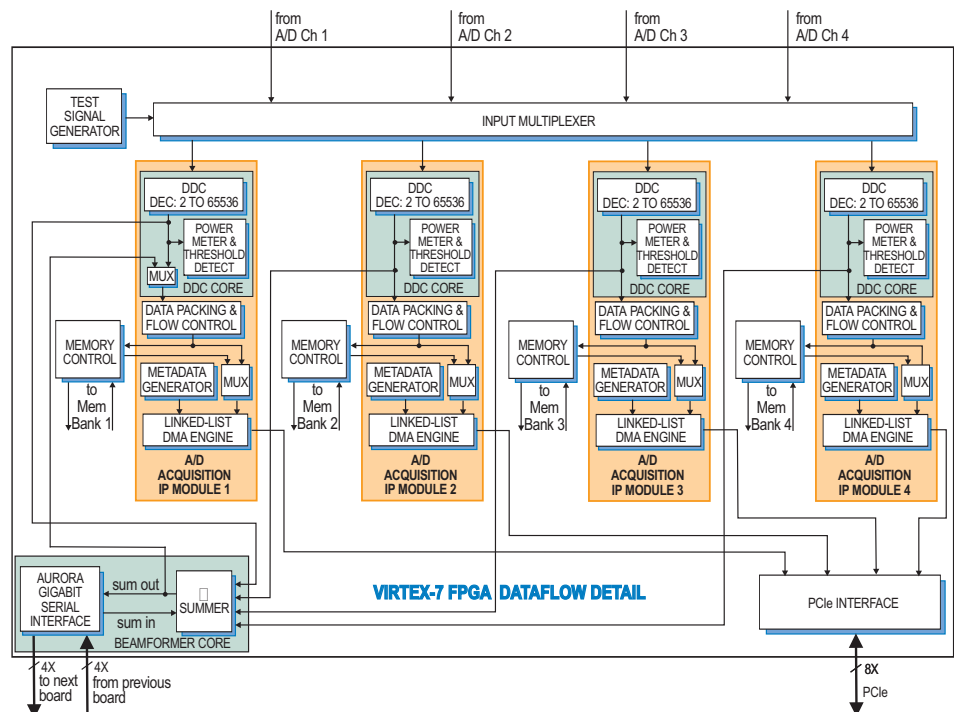 from
A/D Ch 1
from
A/D Ch 2
from
A/D Ch 3
from
A/D Ch 4
TEST
SIGNAL
GENERATOR
INPUT MULTIPLEXER
DDC
DEC: 2 TO 65536
POWER
METER &
THRESHOLD
DETECT
MUX
DDC CORE
DATA PACKING &
FLOW CONTROL
MEMORY
CONTROL
METADATA
GENERATOR
MUX
to
Mem
Bank 1
LINKED-LIST
DMA ENGINE
A/D
ACQUISITION
IP MODULE 1
DDC
DEC: 2 TO 65536
POWER
METER &
THRESHOLD
DETECT
DDC CORE
DATA PACKING &
FLOW CONTROL
MEMORY
CONTROL
METADATA
GENERATOR
MUX
to
Mem
Bank 2
LINKED-LIST
DMA ENGINE
A/D
ACQUISITION
IP MODULE 2
DDC
DEC: 2 TO 65536
POWER
METER &
THRESHOLD
DETECT
DDC CORE
DATA PACKING &
FLOW CONTROL
MEMORY
CONTROL
METADATA
GENERATOR
MUX
to
Mem
Bank 3
LINKED-LIST
DMA ENGINE
A/D
ACQUISITION
IP MODULE 3
DDC
DEC: 2 TO 65536
POWER
METER &
THRESHOLD
DETECT
DDC CORE
DATA PACKING &
FLOW CONTROL
MEMORY
CONTROL
METADATA
GENERATOR
MUX
to
Mem
Bank 4
LINKED-LIST
DMA ENGINE
A/D
ACQUISITION
IP MODULE 4
AURORA
GIGABIT
SERIAL
INTERFACE
sum out
sum in
SUMMER
BEAMFORMER CORE
VIRTEX-7 FPGA DATAFLOW DETAIL
PCIe INTERFACE
4X
to next
board
4X
from previous
board
8X
PCIe